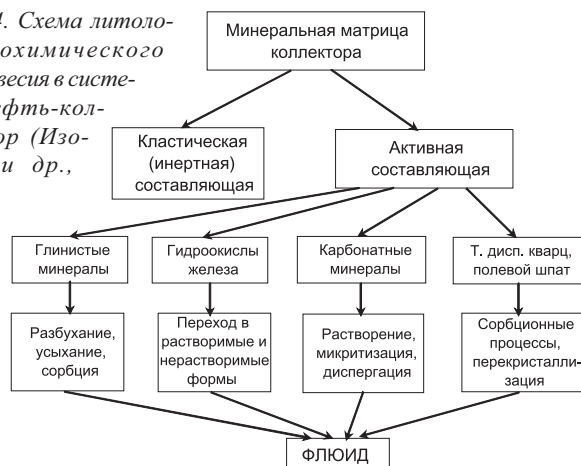 4. Схема литоло-
охимического
весия в систе-
ефть-кол-
ор (Изо-
и др.,
Минеральная матрица
коллектора
Кластическая
(инертная)
составляющая
Активная
составляющая
Глинистые
минералы
Гидроокислы
железа
Карбонатные
минералы
Т. дисп. кварц,
полевой шпат
Разбухание,
усыхание,
сорбция
Переход в
растворимые и
нерастворимые
формы
Растворение,
микритизация,
диспергация
Сорбционные
процессы,
перекристалли-
зация
ФЛЮИД